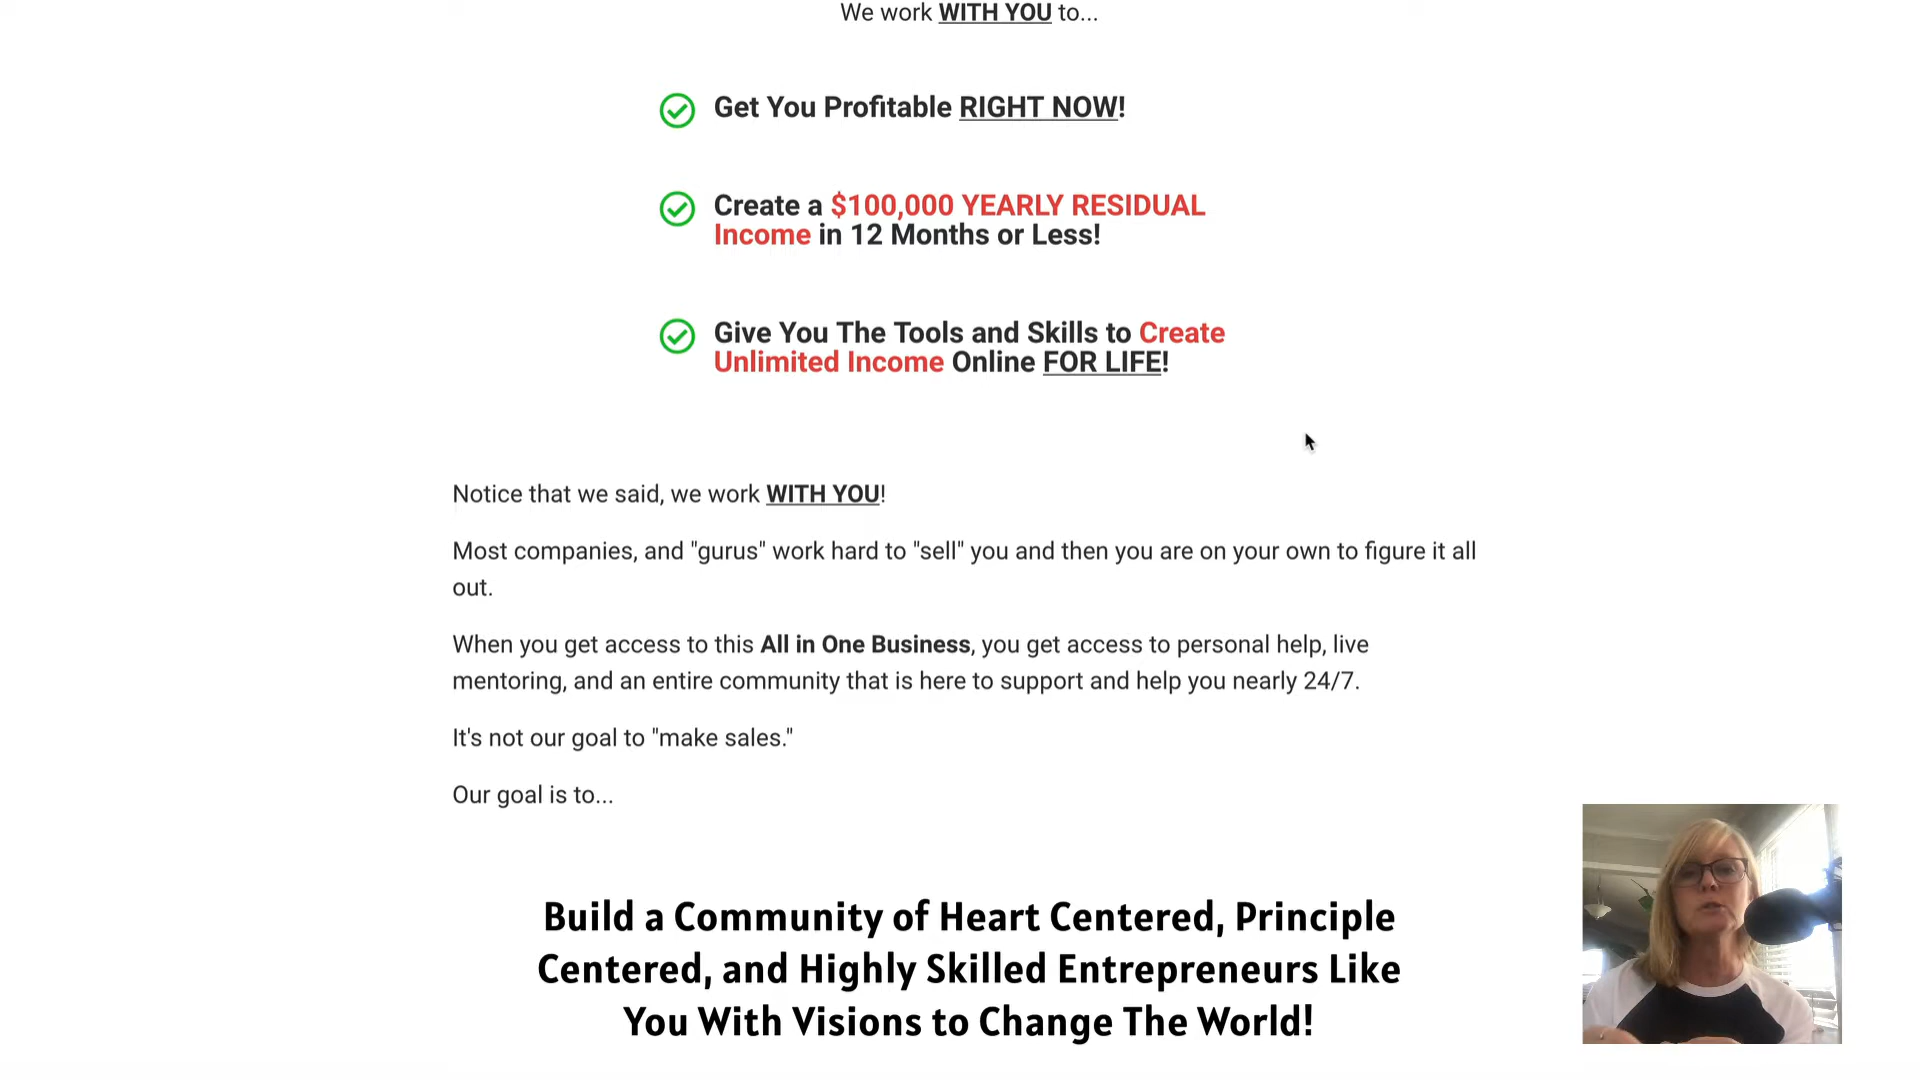 We work WITH YOU to...
Get You Profitable RIGHT NOW!
Create a $100,000 YEARLY RESIDUAL
Income in 12 Months or Less!
Give You The Tools and Skills to Create
Unlimited Income Online FOR LIFE!
Notice that we said, we work WITH YOU!
Most companies, and "gurus" work hard to "sell" you and then you are on your own to figure it all
out.
When you get access to this All in One Business, you get access to personal help, live
mentoring, and an entire community that is here to support and help you nearly 24/7.
It's not our goal to "make sales."
Our goal is to...
Build a Community of Heart Centered, Principle
Centered, and Highly Skilled Entrepreneurs Like
You With Visions to Change The World!